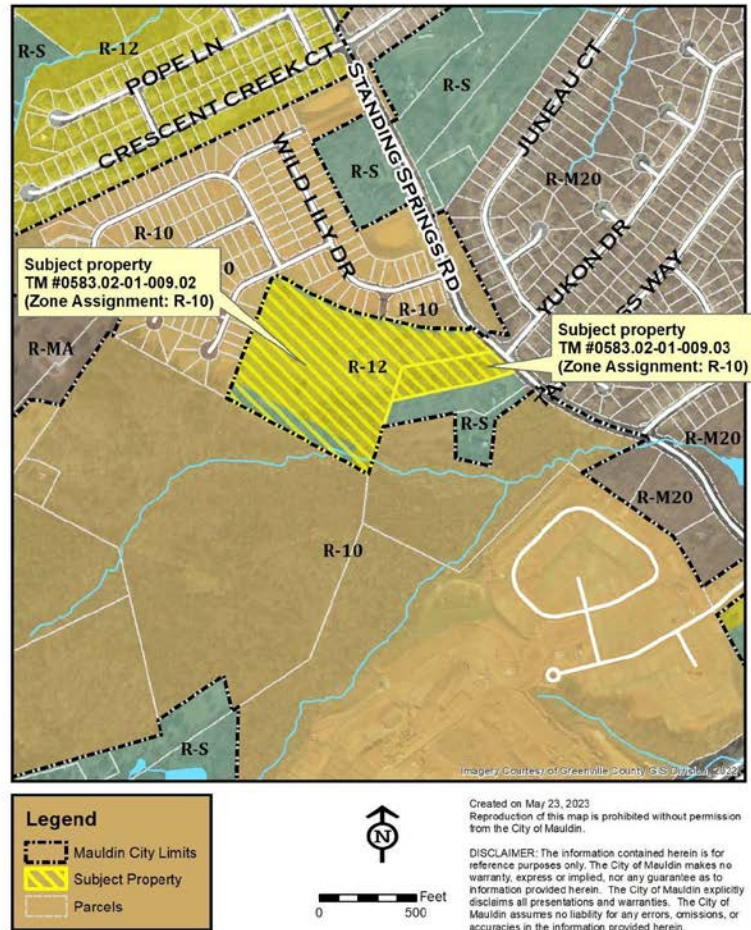 R-S
R-12
POPE LN
CRESCENT CREEK CT
STANDING SPRINGS RD
R-S
JUNEAU CT
R-S
WILD LILY DR
R-M20
R-10
YUKON DR
Subject property
TM #0583.02-01-009.02
(Zone Assignment: R-10)
R-10
WAY
Subject property
TM #0583.02-01-009.03
(Zone Assignment: R-10)
R-MA
R-12
R-S
R-M20
R-M20
R-10
R-S
Imagery Courtesy of Greenville County GIS Division, 2022
Legend
Mauldin City Limits
Subject Property
Parcels
N
Feet
0 500
Created on May 23, 2023
Reproduction of this map is prohibited without permission
from the City of Mauldin.
DISCLAIMER: The information contained herein is for
reference purposes only. The City of Mauldin makes no
warranty, express or implied, nor any guarantee as to
information provided herein. The City of Mauldin explicitly
disclaims all presentations and warranties. The City of
Mauldin assumes no liability for any errors, omissions, or
accuracies in the information provided herein.